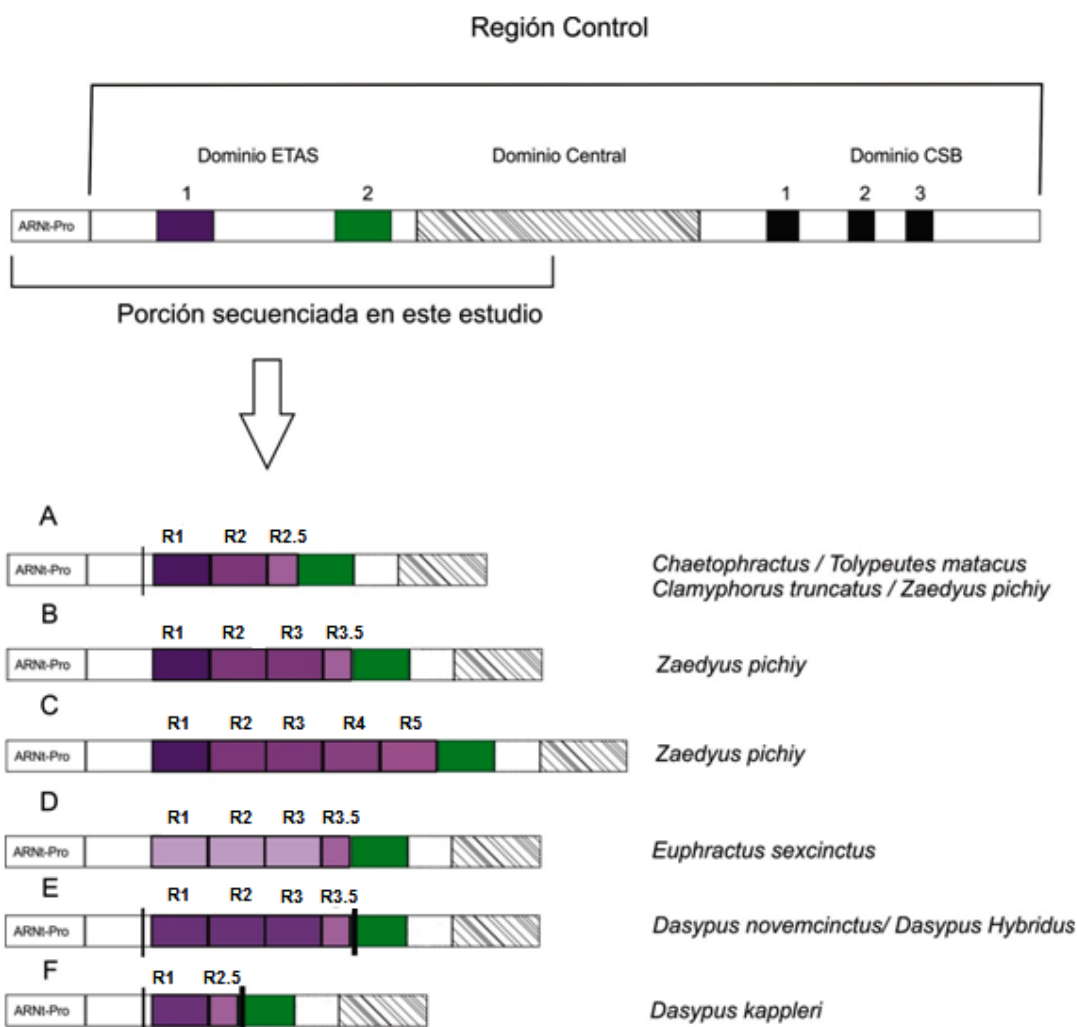 Región Control
Dominio ETAS Dominio Central Dominio CSB
1 2 1 2 3
ARNt-Pro
Porción secuenciada en este estudio
A
R1 R2 R2.5
ARNt-Pro
Chaetophractus / Tolypeutes matacus
Clamyphorus truncatus / Zaedyus pichiy
B
R1 R2 R3 R3.5
ARNt-Pro
Zaedyus pichiy
C
R1 R2 R3 R4 R5
ARNt-Pro
Zaedyus pichiy
D
R1 R2 R3 R3.5
ARNt-Pro
Euphractus sexcinctus
E
R1 R2 R3 R3.5
ARNt-Pro
Dasypus novemcinctus/ Dasypus Hybridus
F
R1 R2.5
ARNt-Pro
Dasypus kappleri